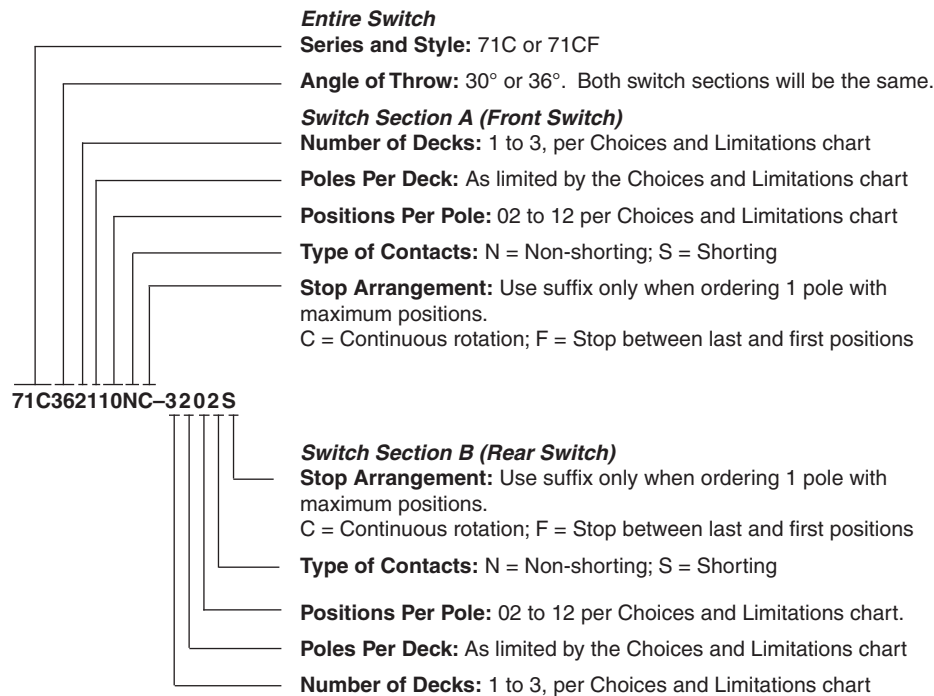 Entire Switch
Series and Style: 71C or 71CF
Angle of Throw: 30° or 36°. Both switch sections will be the same.
Switch Section A (Front Switch)
Number of Decks: 1 to 3, per Choices and Limitations chart
Poles Per Deck: As limited by the Choices and Limitations chart
Positions Per Pole: 02 to 12 per Choices and Limitations chart
Type of Contacts: N = Non-shorting; S = Shorting
Stop Arrangement: Use suffix only when ordering 1 pole with
maximum positions.
C = Continuous rotation; F = Stop between last and first positions
71C362110NC–3202S
Switch Section B (Rear Switch)
Stop Arrangement: Use suffix only when ordering 1 pole with
maximum positions.
C = Continuous rotation; F = Stop between last and first positions
Type of Contacts: N = Non-shorting; S = Shorting
Positions Per Pole: 02 to 12 per Choices and Limitations chart.
Poles Per Deck: As limited by the Choices and Limitations chart
Number of Decks: 1 to 3, per Choices and Limitations chart